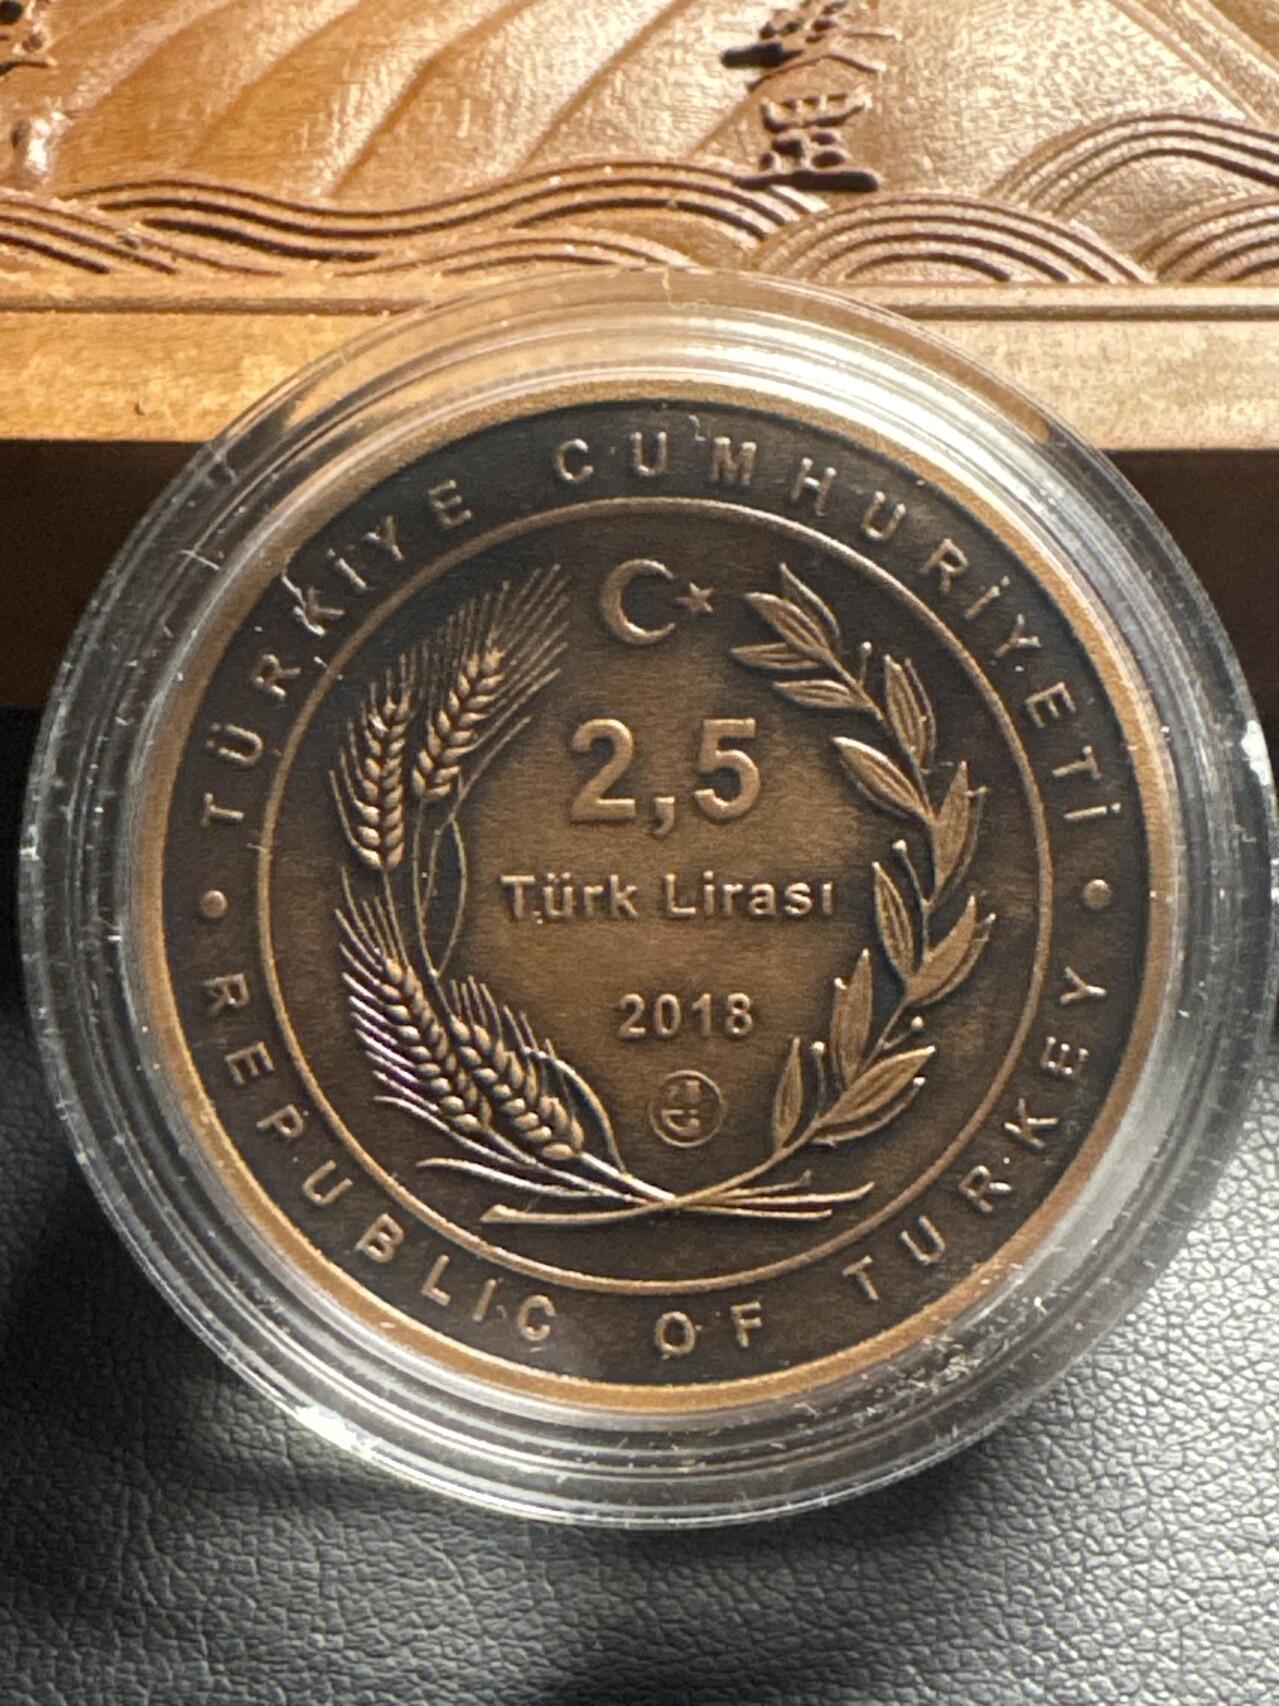 TÜRKİYE CUMHURİYETİ
2,5
Türk Lirası
2018
REPUBLIC OF TURKEY